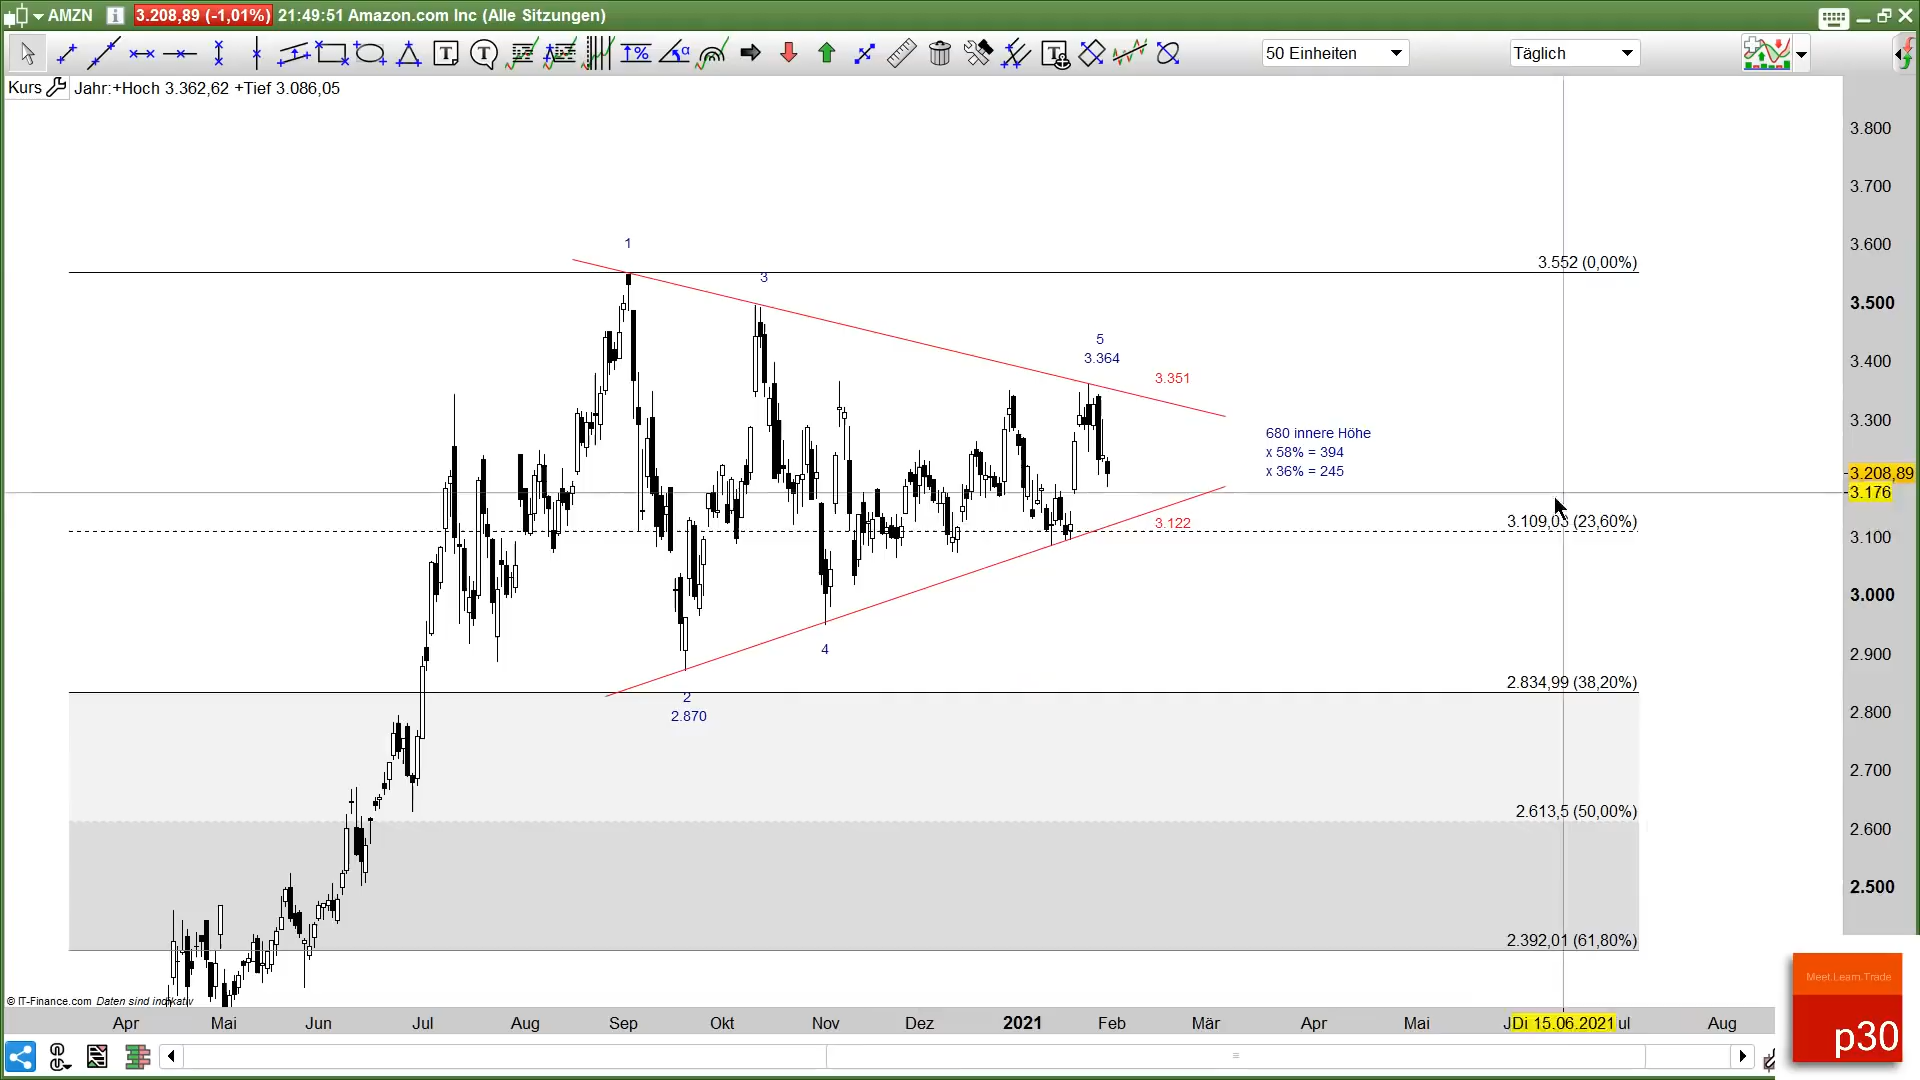 AMZN
3.208,89 (-1,01%)
21:49:51 Amazon.com Inc (Alle Sitzungen)
50 Einheiten
Täglich
Kurs
Jahr:+Hoch 3.362,62 +Tief 3.086,05
3.800
3.700
3.600
3.500
3.400
3.300
3.208,89
3.176
3.100
3.000
2.900
2.800
2.700
2.600
2.500
3.552 (0,00%)
3.109,03 (23,60%)
2.834,99 (38,20%)
2.613,5 (50,00%)
2.392,01 (61,80%)
1
3
5
3.364
3.351
680 innere Höhe
x 58% = 394
x 36% = 245
3.122
4
2
2.870
© IT-Finance.com Daten sind indikativ
Apr
Mai
Jun
Jul
Aug
Sep
Okt
Nov
Dez
2021
Feb
Mär
Apr
Mai
J
Di 15.06.2021
ul
Aug
Meet.Learn.Trade
p30